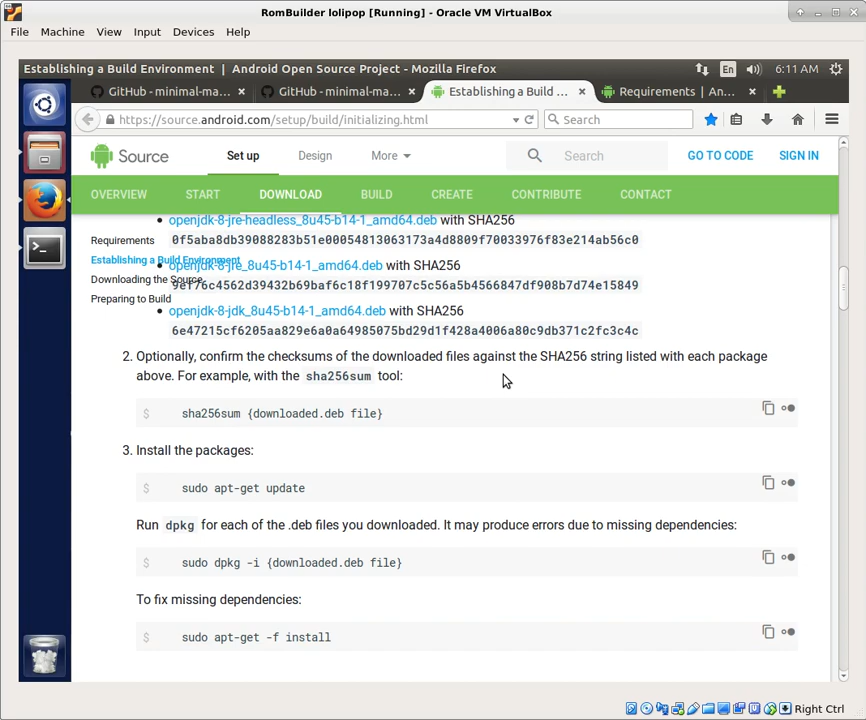 RomBuilder lolipop [Running] - Oracle VM VirtualBox
File Machine View Input Devices Help
Establishing a Build Environment | Android Open Source Project - Mozilla Firefox
En 6:11 AM
GitHub - minimal-ma... × GitHub - minimal-ma... × Establishing a Build ... × Requirements | An... ×
https://source.android.com/setup/build/initializing.html Search
Source Set up Design More Search GO TO CODE SIGN IN
OVERVIEW START DOWNLOAD BUILD CREATE CONTRIBUTE CONTACT
Requirements
Establishing a Build Environment
Downloading the Source
Preparing to Build
• openjdk-8-jre-headless_8u45-b14-1_amd64.deb with SHA256
0f5aba8db39088283b51e00054813063173a4d8809f70033976f83e214ab56c0
• openjdk-8-jre_8u45-b14-1_amd64.deb with SHA256
9ef76c4562d39432b69baf6c18f199707c5c56a5b4566847df908b7d74e15849
• openjdk-8-jdk_8u45-b14-1_amd64.deb with SHA256
6e47215cf6205aa829e6a0a64985075bd29d1f428a4006a80c9db371c2fc3c4c
2. Optionally, confirm the checksums of the downloaded files against the SHA256 string listed with each package
above. For example, with the sha256sum tool:
$ sha256sum {downloaded.deb file}
3. Install the packages:
$ sudo apt-get update
Run dpkg for each of the .deb files you downloaded. It may produce errors due to missing dependencies:
$ sudo dpkg -i {downloaded.deb file}
To fix missing dependencies:
$ sudo apt-get -f install
Right Ctrl